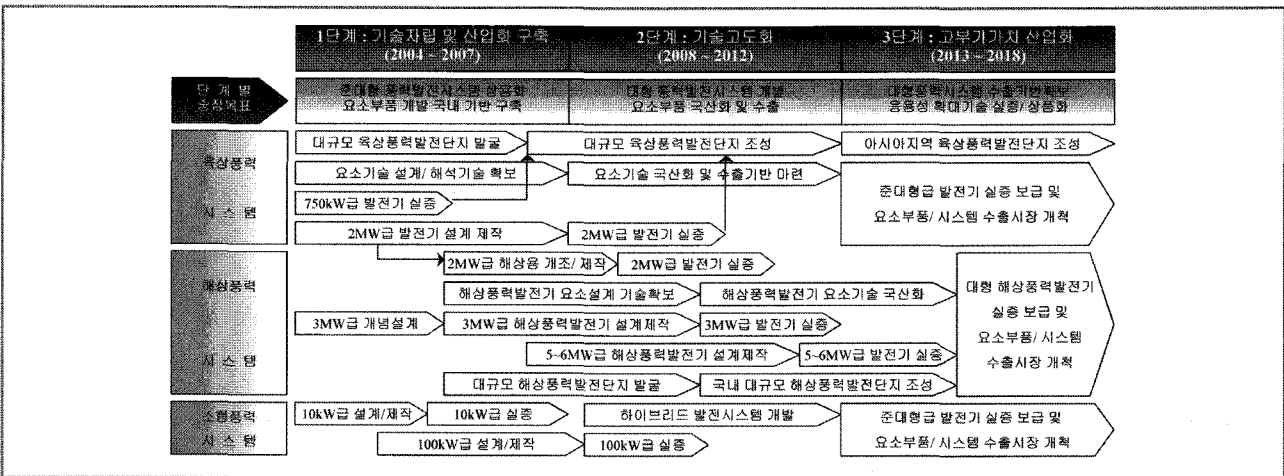 1단계 : 기술자립 및 산업화 구축
(2004 ~ 2007)
2단계 : 기술고도화
(2008 ~ 2012)
3단계 : 고부가가치 산업화
(2013 ~ 2018)
단 계 별
중점목표
준대형 풍력발전시스템 상용화
요소부품 개발 국내 기반 구축
대형 풍력발전시스템 개발
요소부품 국산화 및 수출
대형풍력시스템 수출기반확보
응용성 확대기술 실증/ 상품화
육상풍력
시 스 템
대규모 육상풍력발전단지 발굴
대규모 육상풍력발전단지 조성
아시아지역 육상풍력발전단지 조성
요소기술 설계/ 해석기술 확보
요소기술 국산화 및 수출기반 마련
준대형급 발전기 실증 보급 및
요소부품/ 시스템 수출시장 개척
750kW급 발전기 실증
2MW급 발전기 설계 제작
2MW급 발전기 실증
해상풍력
시 스 템
2MW급 해상용 개조/ 제작
2MW급 발전기 실증
해상풍력발전기 요소설계 기술확보
해상풍력발전기 요소기술 국산화
3MW급 개념설계
3MW급 해상풍력발전기 설계제작
3MW급 발전기 실증
5~6MW급 해상풍력발전기 설계제작
5~6MW급 발전기 실증
대규모 해상풍력발전단지 발굴
국내 대규모 해상풍력발전단지 조성
대형 해상풍력발전기
실증 보급 및
요소부품/ 시스템
수출시장 개척
소형풍력
시 스 템
10kW급 설계/제작
10kW급 실증
하이브리드 발전시스템 개발
100kW급 설계/제작
100kW급 실증
준대형급 발전기 실증 보급 및
요소부품/ 시스템 수출시장 개척